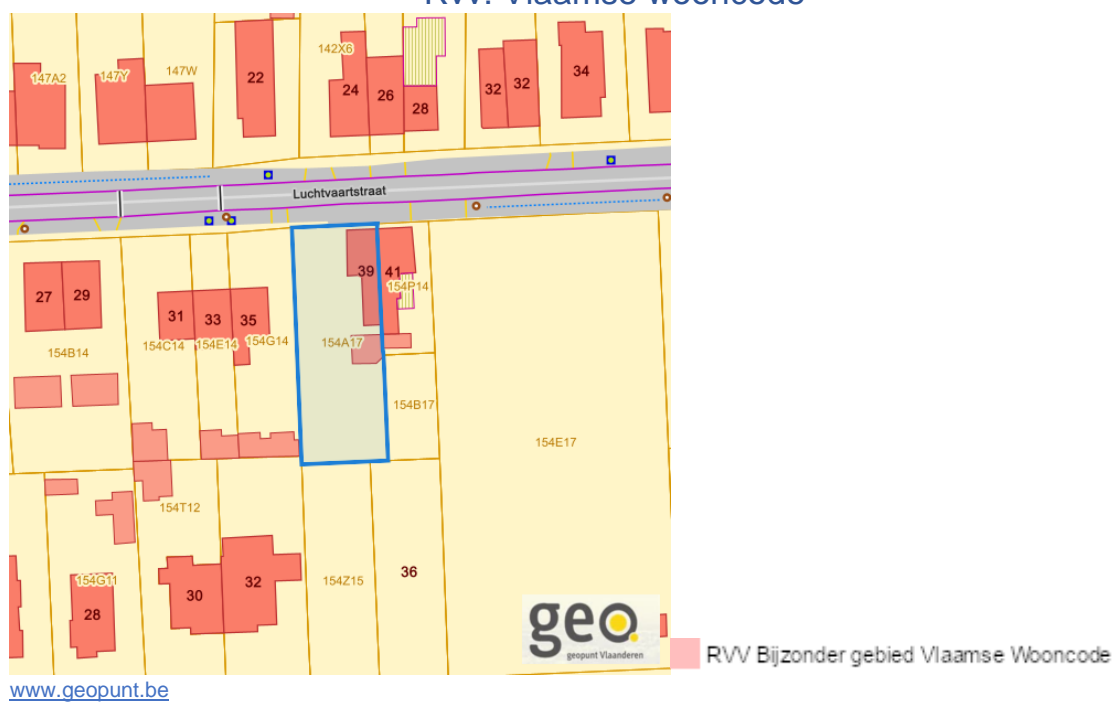 RVV: Vlaamse wooncode
147A2 147Y 147W 22 142X6 24 26 28 32 32 34
Luchtvaartstraat
27 29 31 33 35 39 41
154P14
154B14 154C14 154E14 154G14 154A17
154B17
154E17
154T12
154G11 28 30 32 154Z15 36
geo
geopunt Vlaanderen
RVV Bijzonder gebied Vlaamse Wooncode
www.geopunt.be